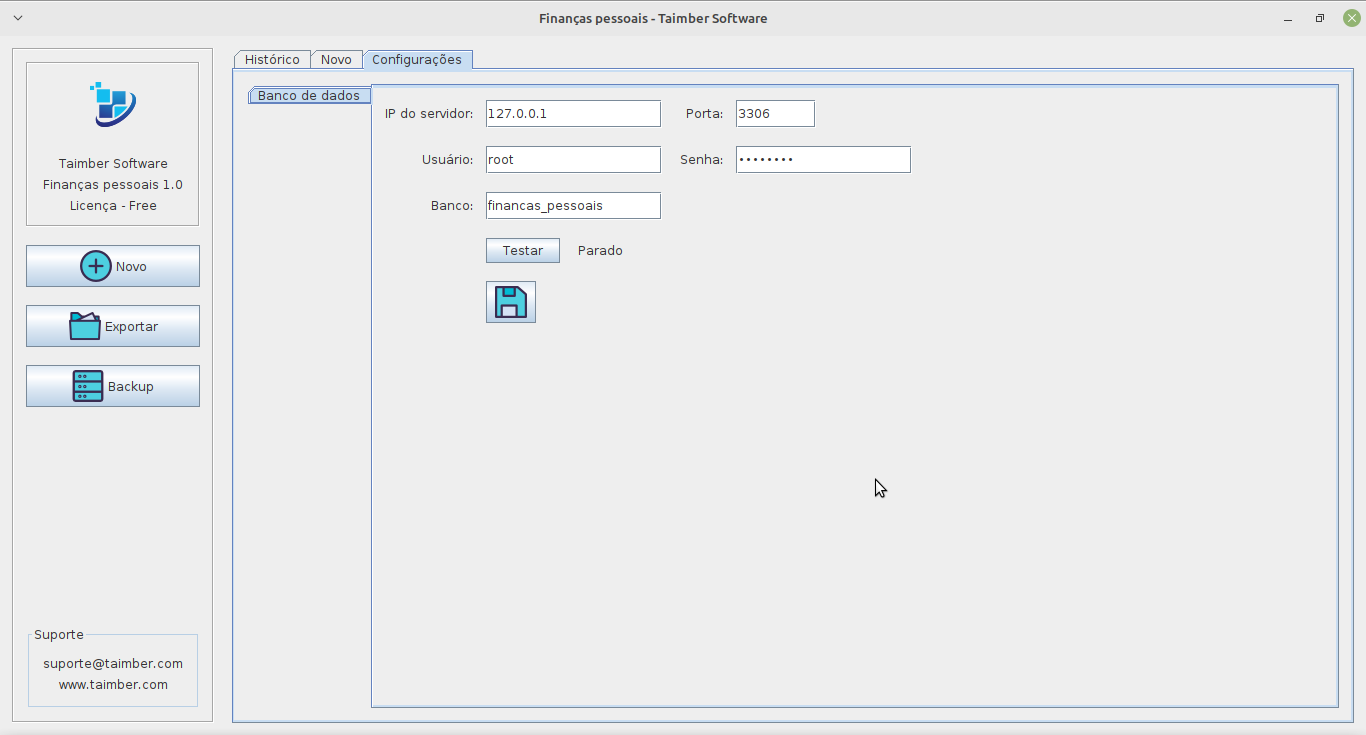 Finanças pessoais - Taimber Software
Taimber Software
Finanças pessoais 1.0
Licença - Free
Novo
Exportar
Backup
Suporte
suporte@taimber.com
www.taimber.com
Histórico Novo Configurações
Banco de dados
IP do servidor: 127.0.0.1 Porta: 3306
Usuário: root Senha: ••••••••
Banco: financas_pessoais
Testar Parado